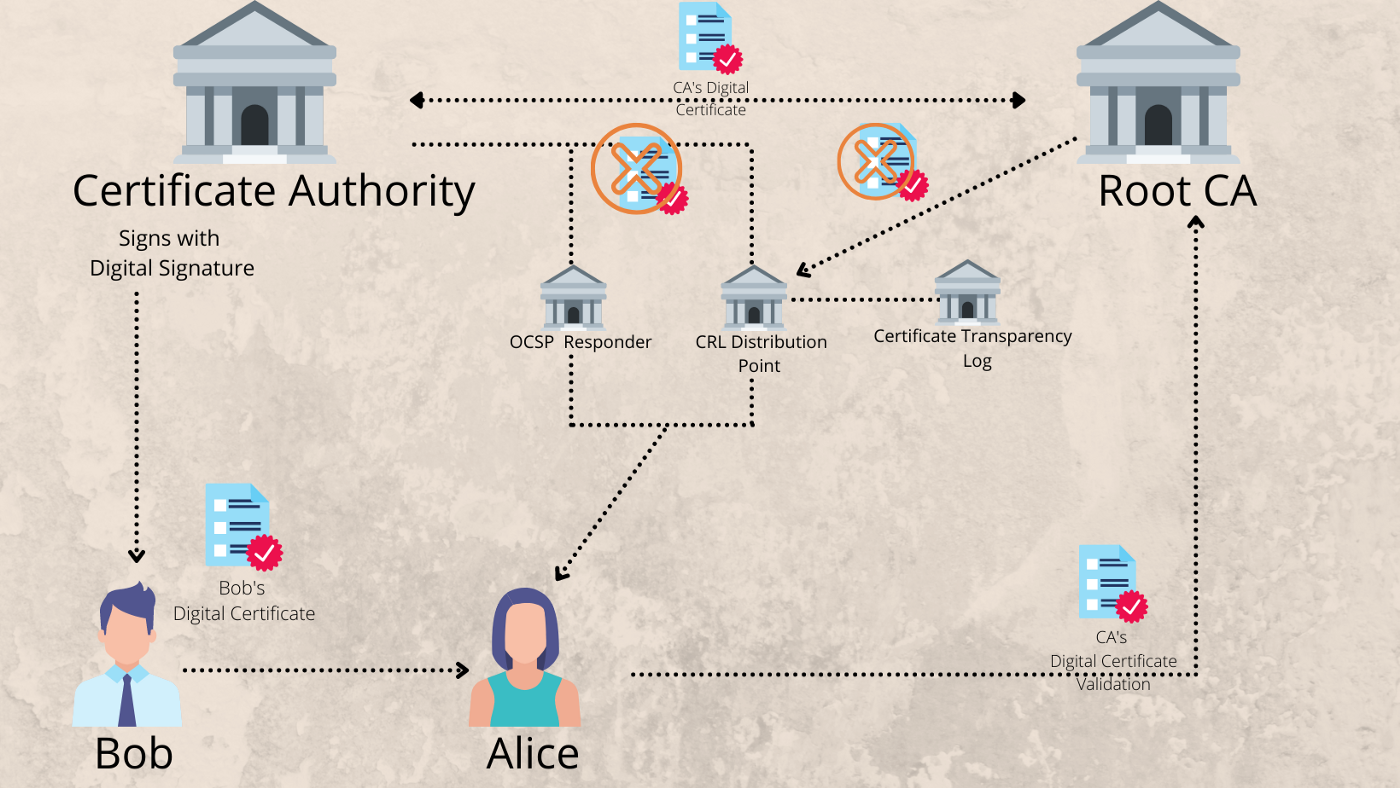 CA's Digital
Certificate
Certificate Authority
Root CA
Signs with
Digital Signature
OCSP  Responder
CRL Distribution
Point
Certificate Transparency
Log
Bob's
Digital Certificate
CA's
Digital Certificate
Validation
Bob
Alice